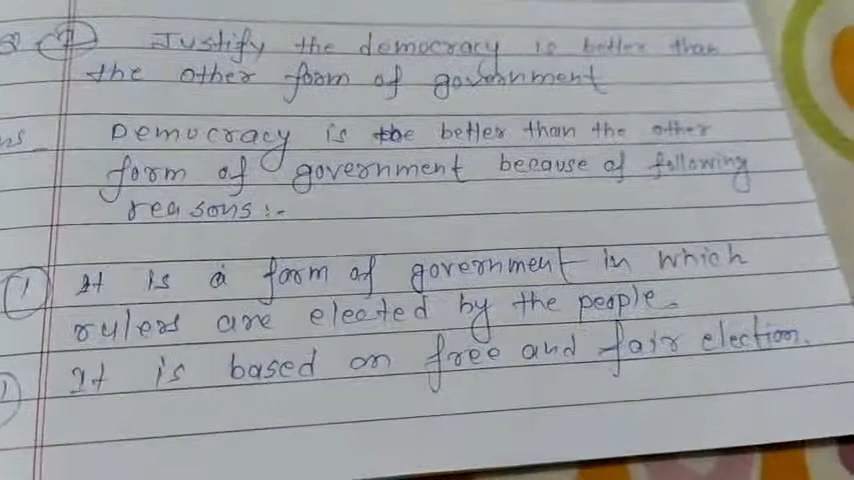 Q (7) Justify the democracy is better than
the other form of government
ns Democracy is the better than the other
form of government because of following
reasons:-
(1) It is a form of government in which
rulers are elected by the people.
It is based on free and fair election.